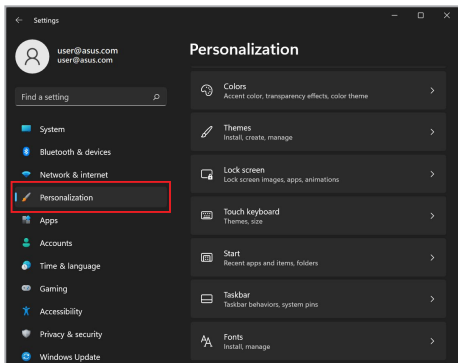 Settings
user@asus.com
user@asus.com
Find a setting
System
Bluetooth & devices
Network & internet
Personalization
Apps
Accounts
Time & language
Gaming
Accessibility
Privacy & security
Windows Update
Personalization
Colors
Accent color, transparency effects, color theme
Themes
Install, create, manage
Lock screen
Lock screen images, apps, animations
Touch keyboard
Themes, size
Start
Recent apps and items, folders
Taskbar
Taskbar behaviors, system pins
Fonts
Install, manage